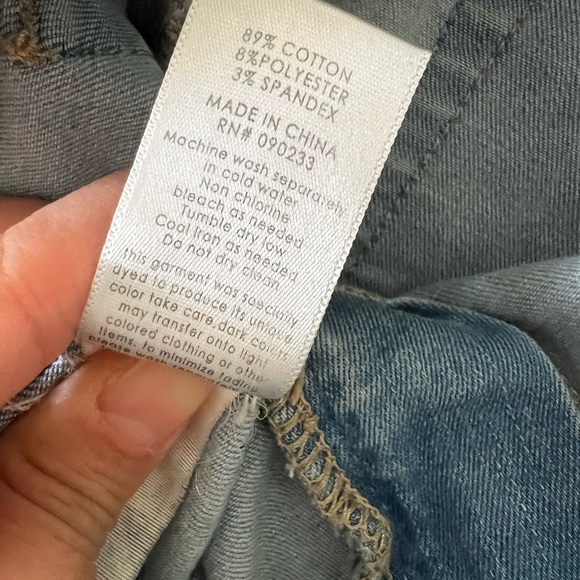 89% COTTON
8%POLYESTER
3% SPANDEX
MADE IN CHINA
RN# 090233
Machine wash separately
in cold water
Non chlorine
bleach as needed
Tumble dry low
Cool Iron as needed
Do not dry clean
this garment was specially
dyed to produce its unique
color take care,dark colors
may transfer onto light
colored clothing or other
items. to minimize fading
please wash